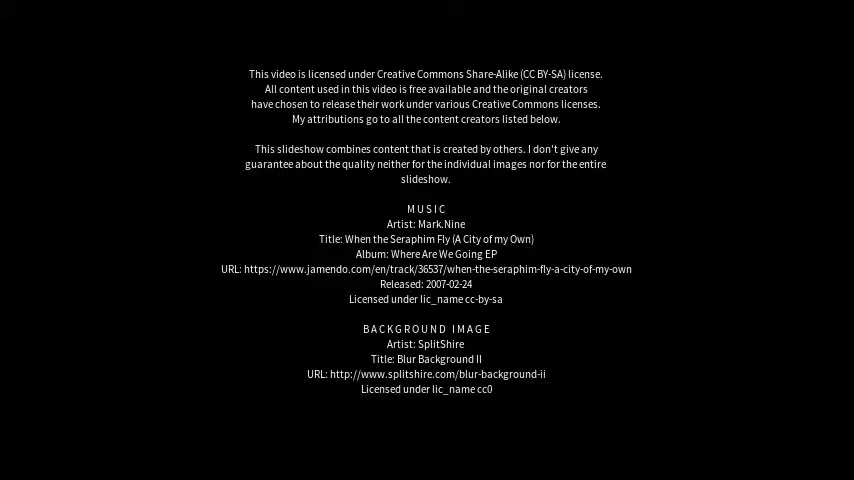 This video is licensed under Creative Commons Share-Alike (CC BY-SA) license.
All content used in this video is free available and the original creators
have chosen to release their work under various Creative Commons licenses.
My attributions go to all the content creators listed below.
This slideshow combines content that is created by others. I don't give any
guarantee about the quality neither for the individual images nor for the entire
slideshow.
MUSIC
Artist: Mark.Nine
Title: When the Seraphim Fly (A City of my Own)
Album: Where Are We Going EP
URL: https://www.jamendo.com/en/track/36537/when-the-seraphim-fly-a-city-of-my-own
Released: 2007-02-24
Licensed under lic_name cc-by-sa
BACKGROUND IMAGE
Artist: SplitShire
Title: Blur Background II
URL: http://www.splitshire.com/blur-background-ii
Licensed under lic_name cc0